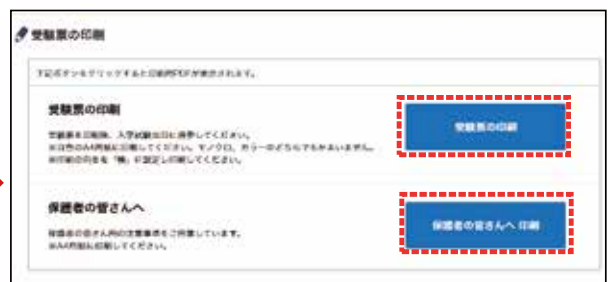 受験票の印刷
下記ボタンをクリックすると印刷用PDFが表示されます。
受験票の印刷
受験票を印刷後、入学試験当日に持参してください。
※白色のA4用紙に印刷してください。モノクロ、カラーのどちらでもかまいません。
※印刷の向きを「横」に設定し印刷してください。
受験票の印刷
保護者の皆さんへ
保護者の皆さん用の注意事項をご用意しています。
※A4用紙に印刷してください。
保護者の皆さんへ 印刷